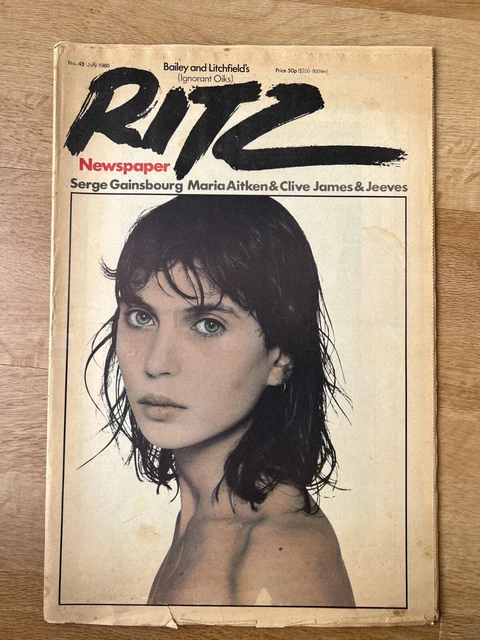 No. 43 July 1980
Bailey and Litchfield's
(Ignorant Oiks)
Price 50p
RITZ
Newspaper
Serge Gainsbourg Maria Aitken & Clive James & Jeeves